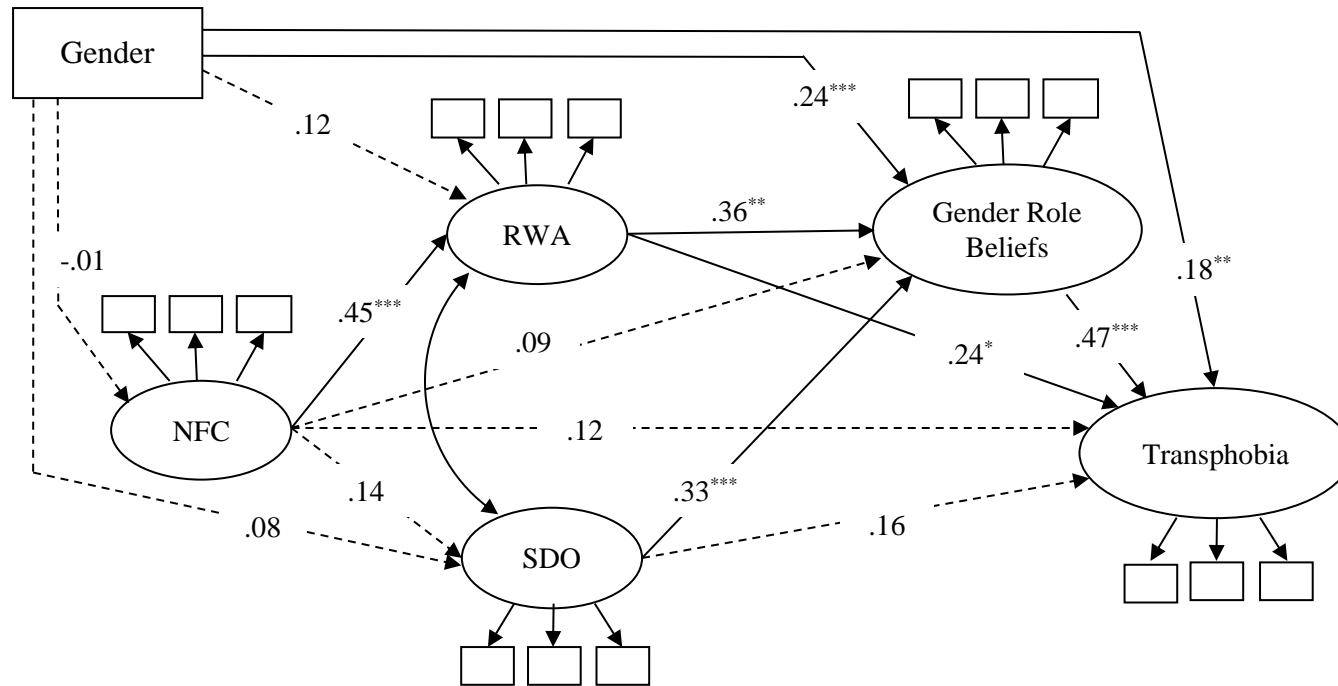 Gender
.24***
.12
.36**
Gender Role
Beliefs
RWA
-.01
.18**
.45***
.09
.24*
.47***
NFC
.12
Transphobia
.14
.33***
.08
.16
SDO